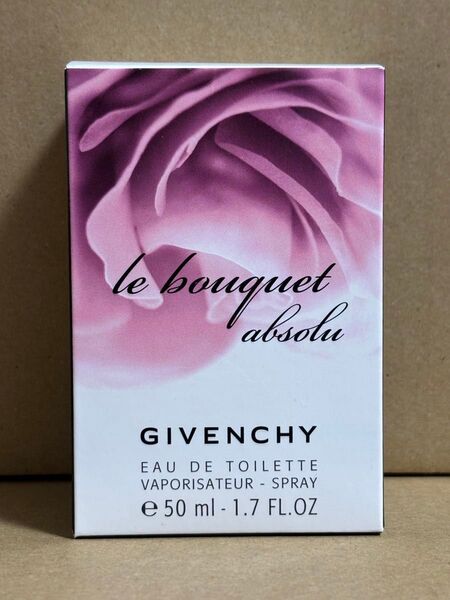 le bouquet
absolu
GIVENCHY
EAU DE TOILETTE
VAPORISATEUR - SPRAY
℮ 50 ml - 1.7 FL.OZ